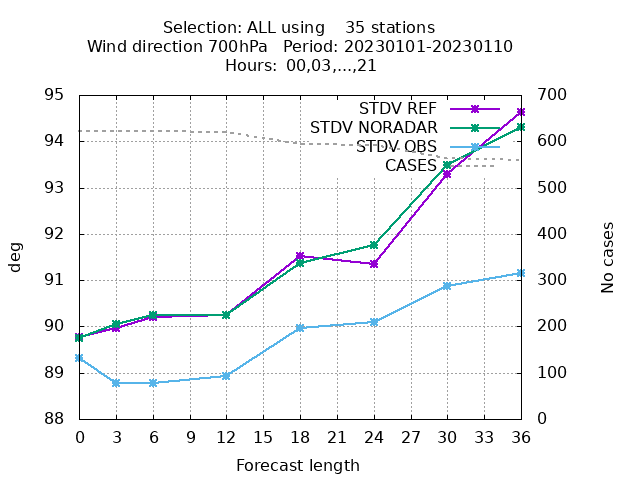 Selection: ALL using    35 stations
Wind direction 700hPa   Period: 20230101-20230110
Hours: 00,03,...,21
95
94
93
92
91
90
89
88
700
600
500
400
300
200
100
0
STDV REF
STDV NORADAR
STDV OBS
CASES
deg
No cases
0 3 6 9 12 15 18 21 24 27 30 33 36
Forecast length